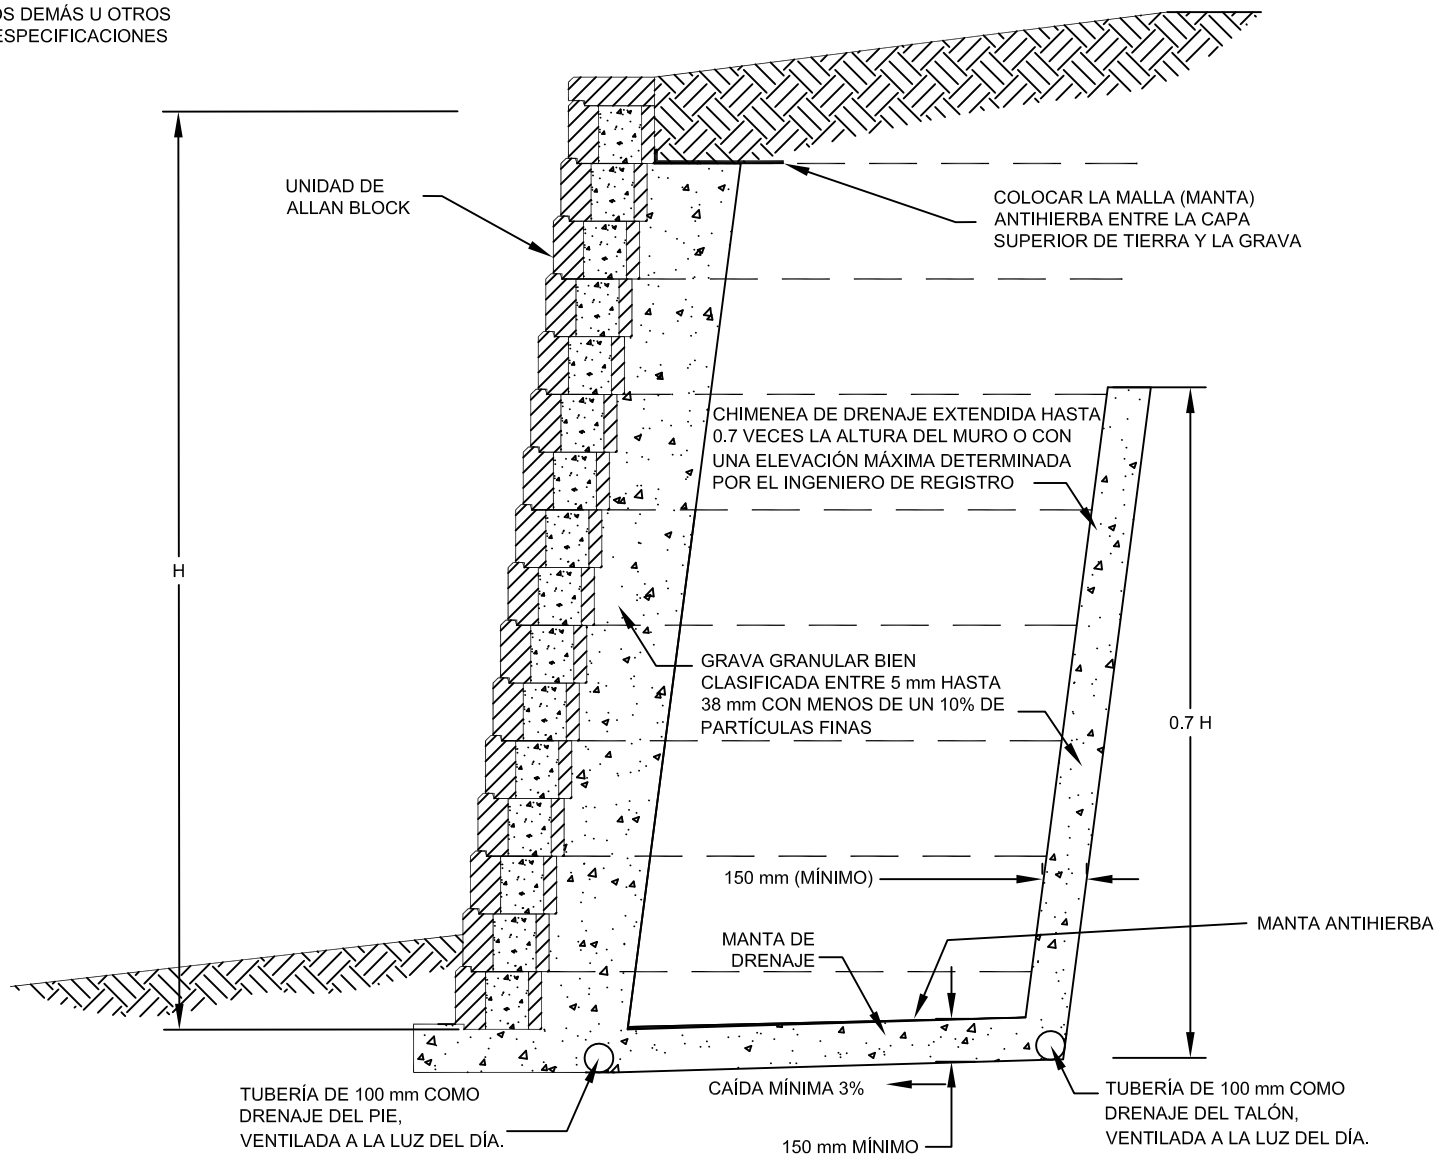 OS DEMÁS U OTROS
ESPECIFICACIONES
UNIDAD DE
ALLAN BLOCK
COLOCAR LA MALLA (MANTA)
ANTIHIERBA ENTRE LA CAPA
SUPERIOR DE TIERRA Y LA GRAVA
CHIMENEA DE DRENAJE EXTENDIDA HASTA
0.7 VECES LA ALTURA DEL MURO O CON
UNA ELEVACIÓN MÁXIMA DETERMINADA
POR EL INGENIERO DE REGISTRO
H
GRAVA GRANULAR BIEN
CLASIFICADA ENTRE 5 mm HASTA
38 mm CON MENOS DE UN 10% DE
PARTÍCULAS FINAS
0.7 H
150 mm (MÍNIMO)
MANTA DE
DRENAJE
MANTA ANTIHIERBA
TUBERÍA DE 100 mm COMO
DRENAJE DEL PIE,
VENTILADA A LA LUZ DEL DÍA.
CAÍDA MÍNIMA 3%
150 mm MÍNIMO
TUBERÍA DE 100 mm COMO
DRENAJE DEL TALÓN,
VENTILADA A LA LUZ DEL DÍA.